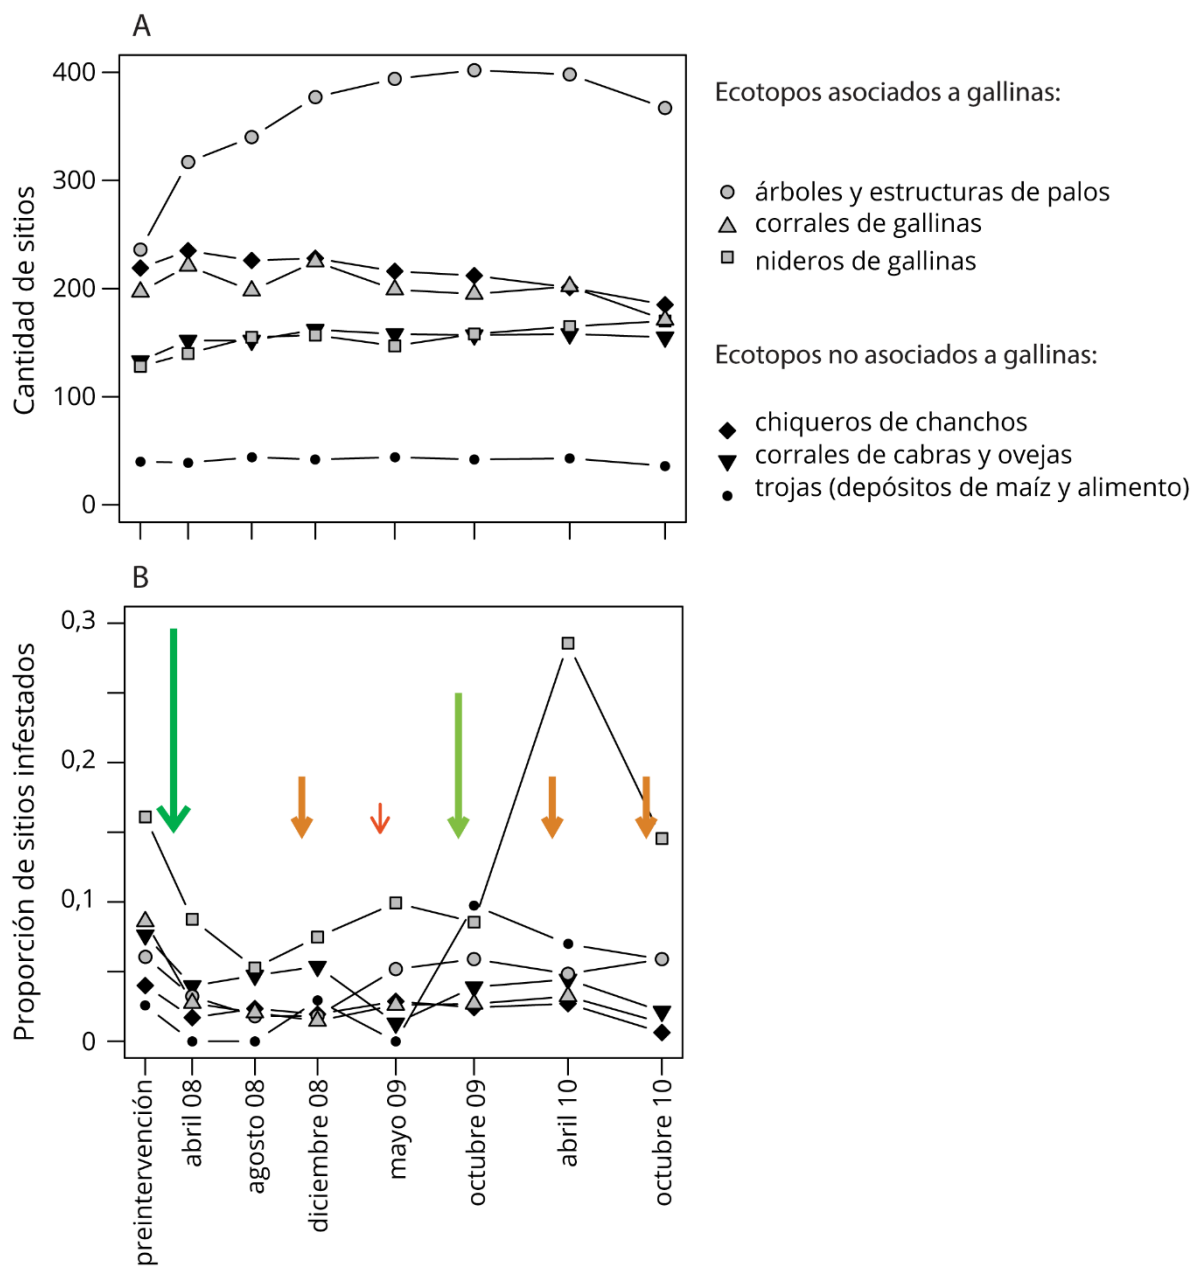 A
400
300
200
100
0
Cantidad de sitios
Ecotopos asociados a gallinas:
árboles y estructuras de palos
corrales de gallinas
nideros de gallinas
Ecotopos no asociados a gallinas:
chiqueros de chanchos
corrales de cabras y ovejas
trojas (depósitos de maíz y alimento)
B
0,3
0,2
0,1
0
Proporción de sitios infestados
preintervención
abril 08
agosto 08
diciembre 08
mayo 09
octubre 09
abril 10
octubre 10